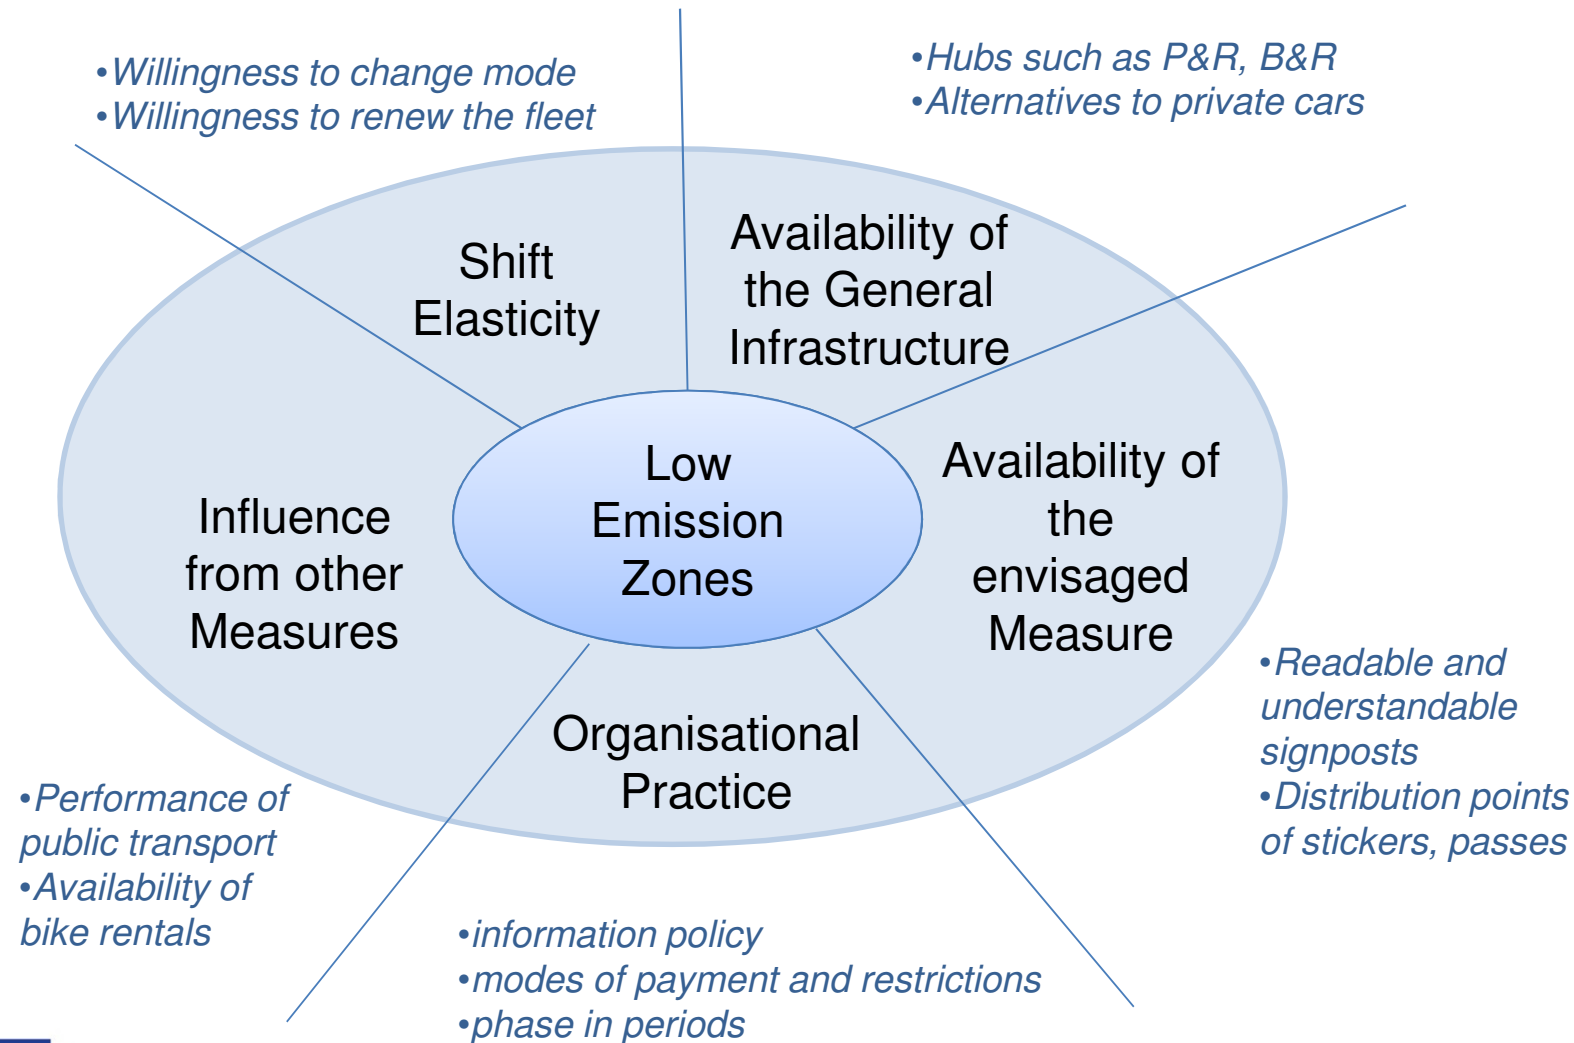 •Willingness to change mode
•Willingness to renew the fleet
•Hubs such as P&R, B&R
•Alternatives to private cars
Shift
Elasticity
Availability of
the General
Infrastructure
Low
Emission
Zones
Availability of
the
envisaged
Measure
Influence
from other
Measures
Organisational
Practice
•Readable and
understandable
signposts
•Distribution points
of stickers, passes
•Performance of
public transport
•Availability of
bike rentals
•information policy
•modes of payment and restrictions
•phase in periods